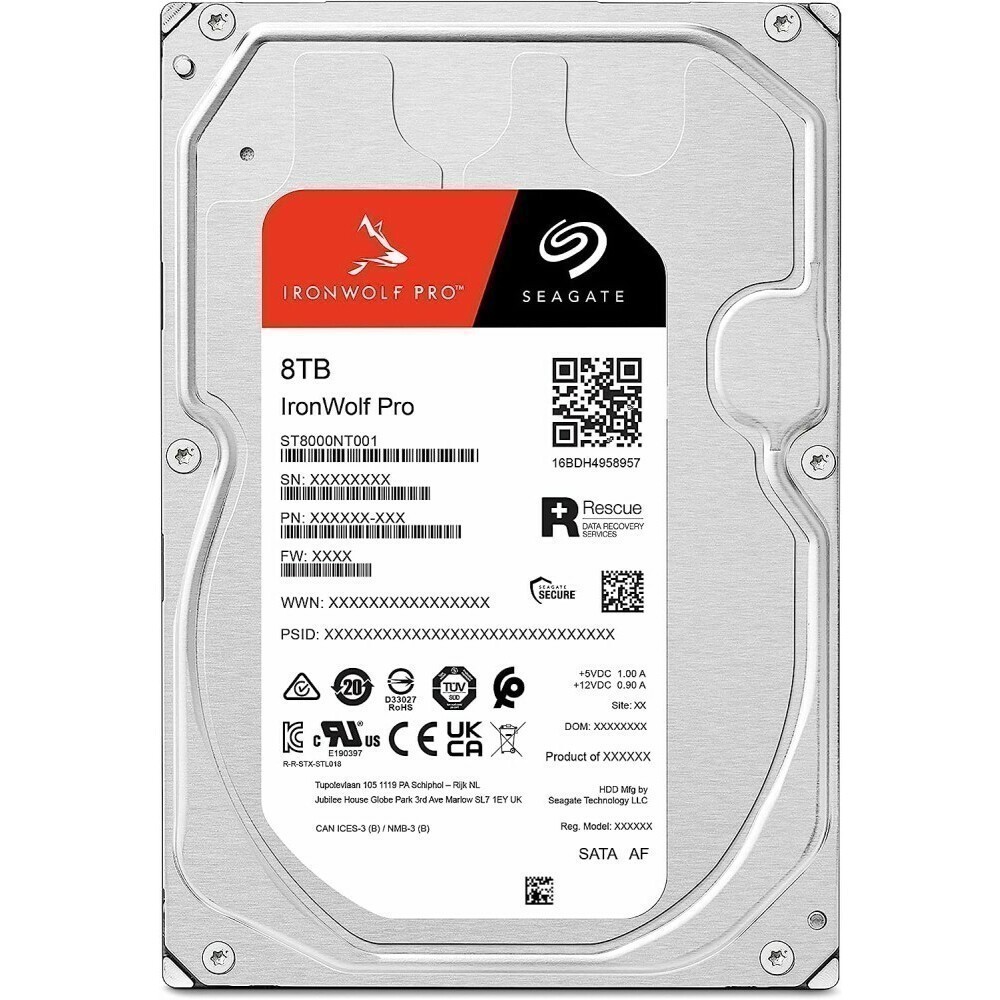 IRONWOLF PRO™
SEAGATE
8TB
IronWolf Pro
ST8000NT001
16BDH4958957
SN: XXXXXXXX
PN: XXXXXX-XXX
Rescue
DATA RECOVERY
SERVICES
FW: XXXX
SEAGATE
SECURE
WWN: XXXXXXXXXXXXXXXX
PSID: XXXXXXXXXXXXXXXXXXXXXXXXXXXXXXXX
+5VDC 1.00 A
+12VDC 0.90 A
20
D33027
RoHS
TÜV
SÜD
Site: XX
DOM: XXXXXXXX
c RU® US
E190397
CE
UK
CA
R-R-STX-STL018
Product of XXXXXX
Tupolevlaan 105 1119 PA Schiphol – Rijk NL
Jubilee House Globe Park 3rd Ave Marlow SL7 1EY UK
HDD Mfg by
Seagate Technology LLC
CAN ICES-3 (B) / NMB-3 (B)
Reg. Model: XXXXXX
SATA AF